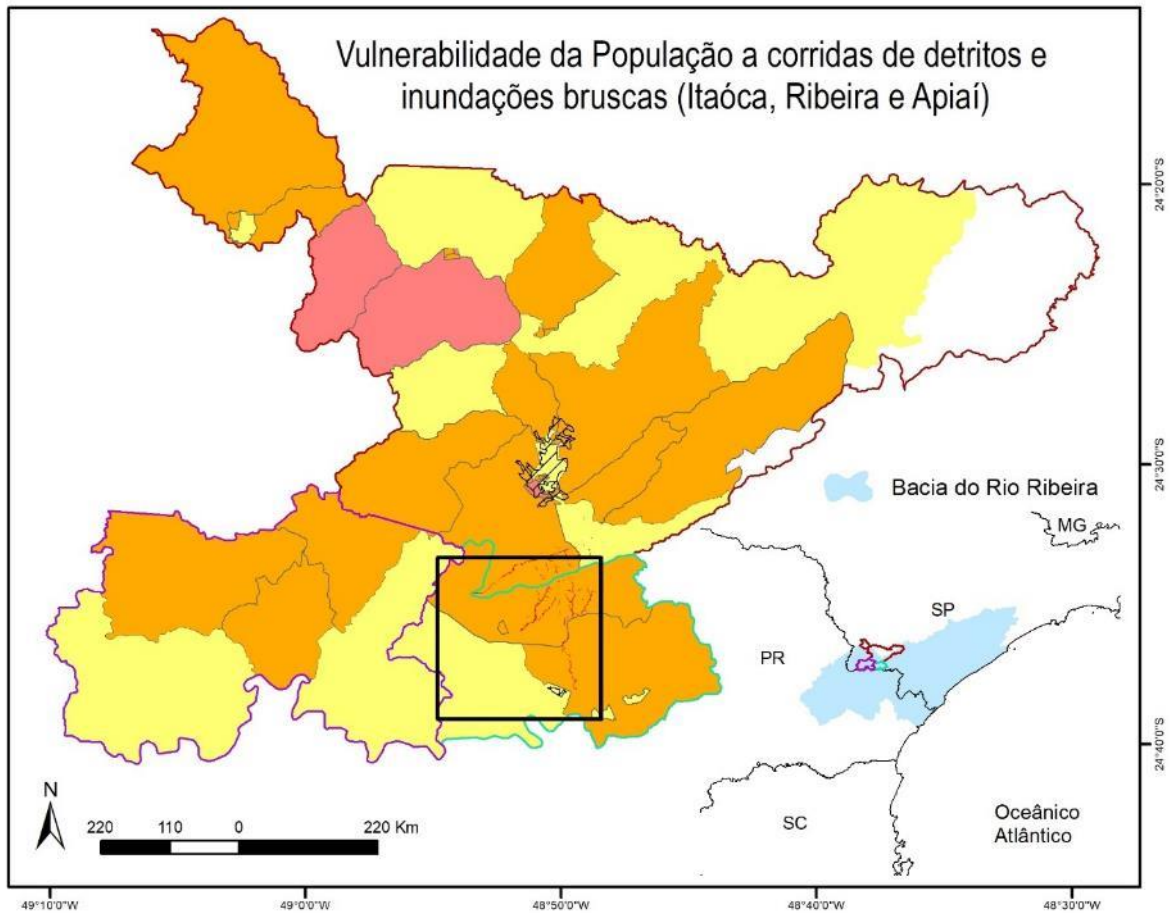 Vulnerabilidade da População a corridas de detritos e
inundações bruscas (Itaóca, Ribeira e Apiaí)
24°20'0"S
24°30'0"S
Bacia do Rio Ribeira
MG
SP
PR
SC
Oceânico
Atlântico
24°40'0"S
N
220 110 0 220 Km
49°10'0"W 49°0'0"W 48°50'0"W 48°40'0"W 48°30'0"W